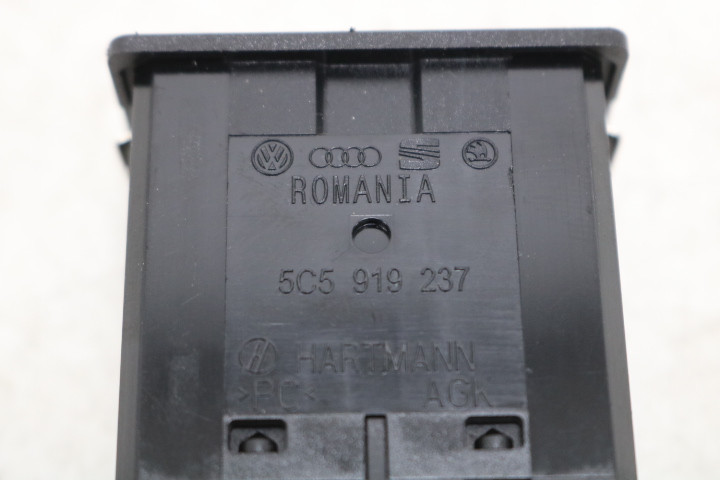 ROMANIA
5C5 919 237
HARTMANN
>PC< AGK